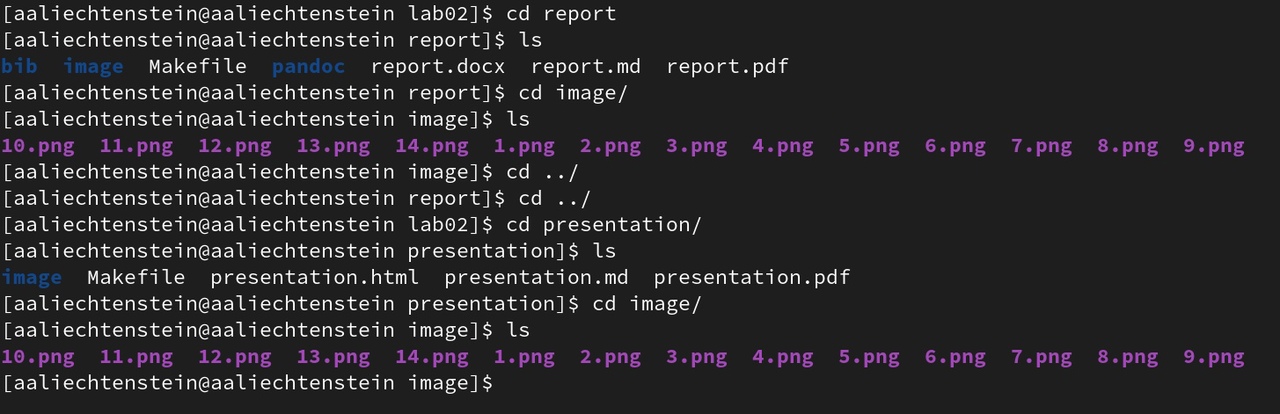 [aaliechtenstein@aaliechtenstein lab02]$ cd report
[aaliechtenstein@aaliechtenstein report]$ ls
bib  image  Makefile  pandoc  report.docx  report.md  report.pdf
[aaliechtenstein@aaliechtenstein report]$ cd image/
[aaliechtenstein@aaliechtenstein image]$ ls
10.png  11.png  12.png  13.png  14.png  1.png  2.png  3.png  4.png  5.png  6.png  7.png  8.png  9.png
[aaliechtenstein@aaliechtenstein image]$ cd ../
[aaliechtenstein@aaliechtenstein report]$ cd ../
[aaliechtenstein@aaliechtenstein lab02]$ cd presentation/
[aaliechtenstein@aaliechtenstein presentation]$ ls
image  Makefile  presentation.html  presentation.md  presentation.pdf
[aaliechtenstein@aaliechtenstein presentation]$ cd image/
[aaliechtenstein@aaliechtenstein image]$ ls
10.png  11.png  12.png  13.png  14.png  1.png  2.png  3.png  4.png  5.png  6.png  7.png  8.png  9.png
[aaliechtenstein@aaliechtenstein image]$